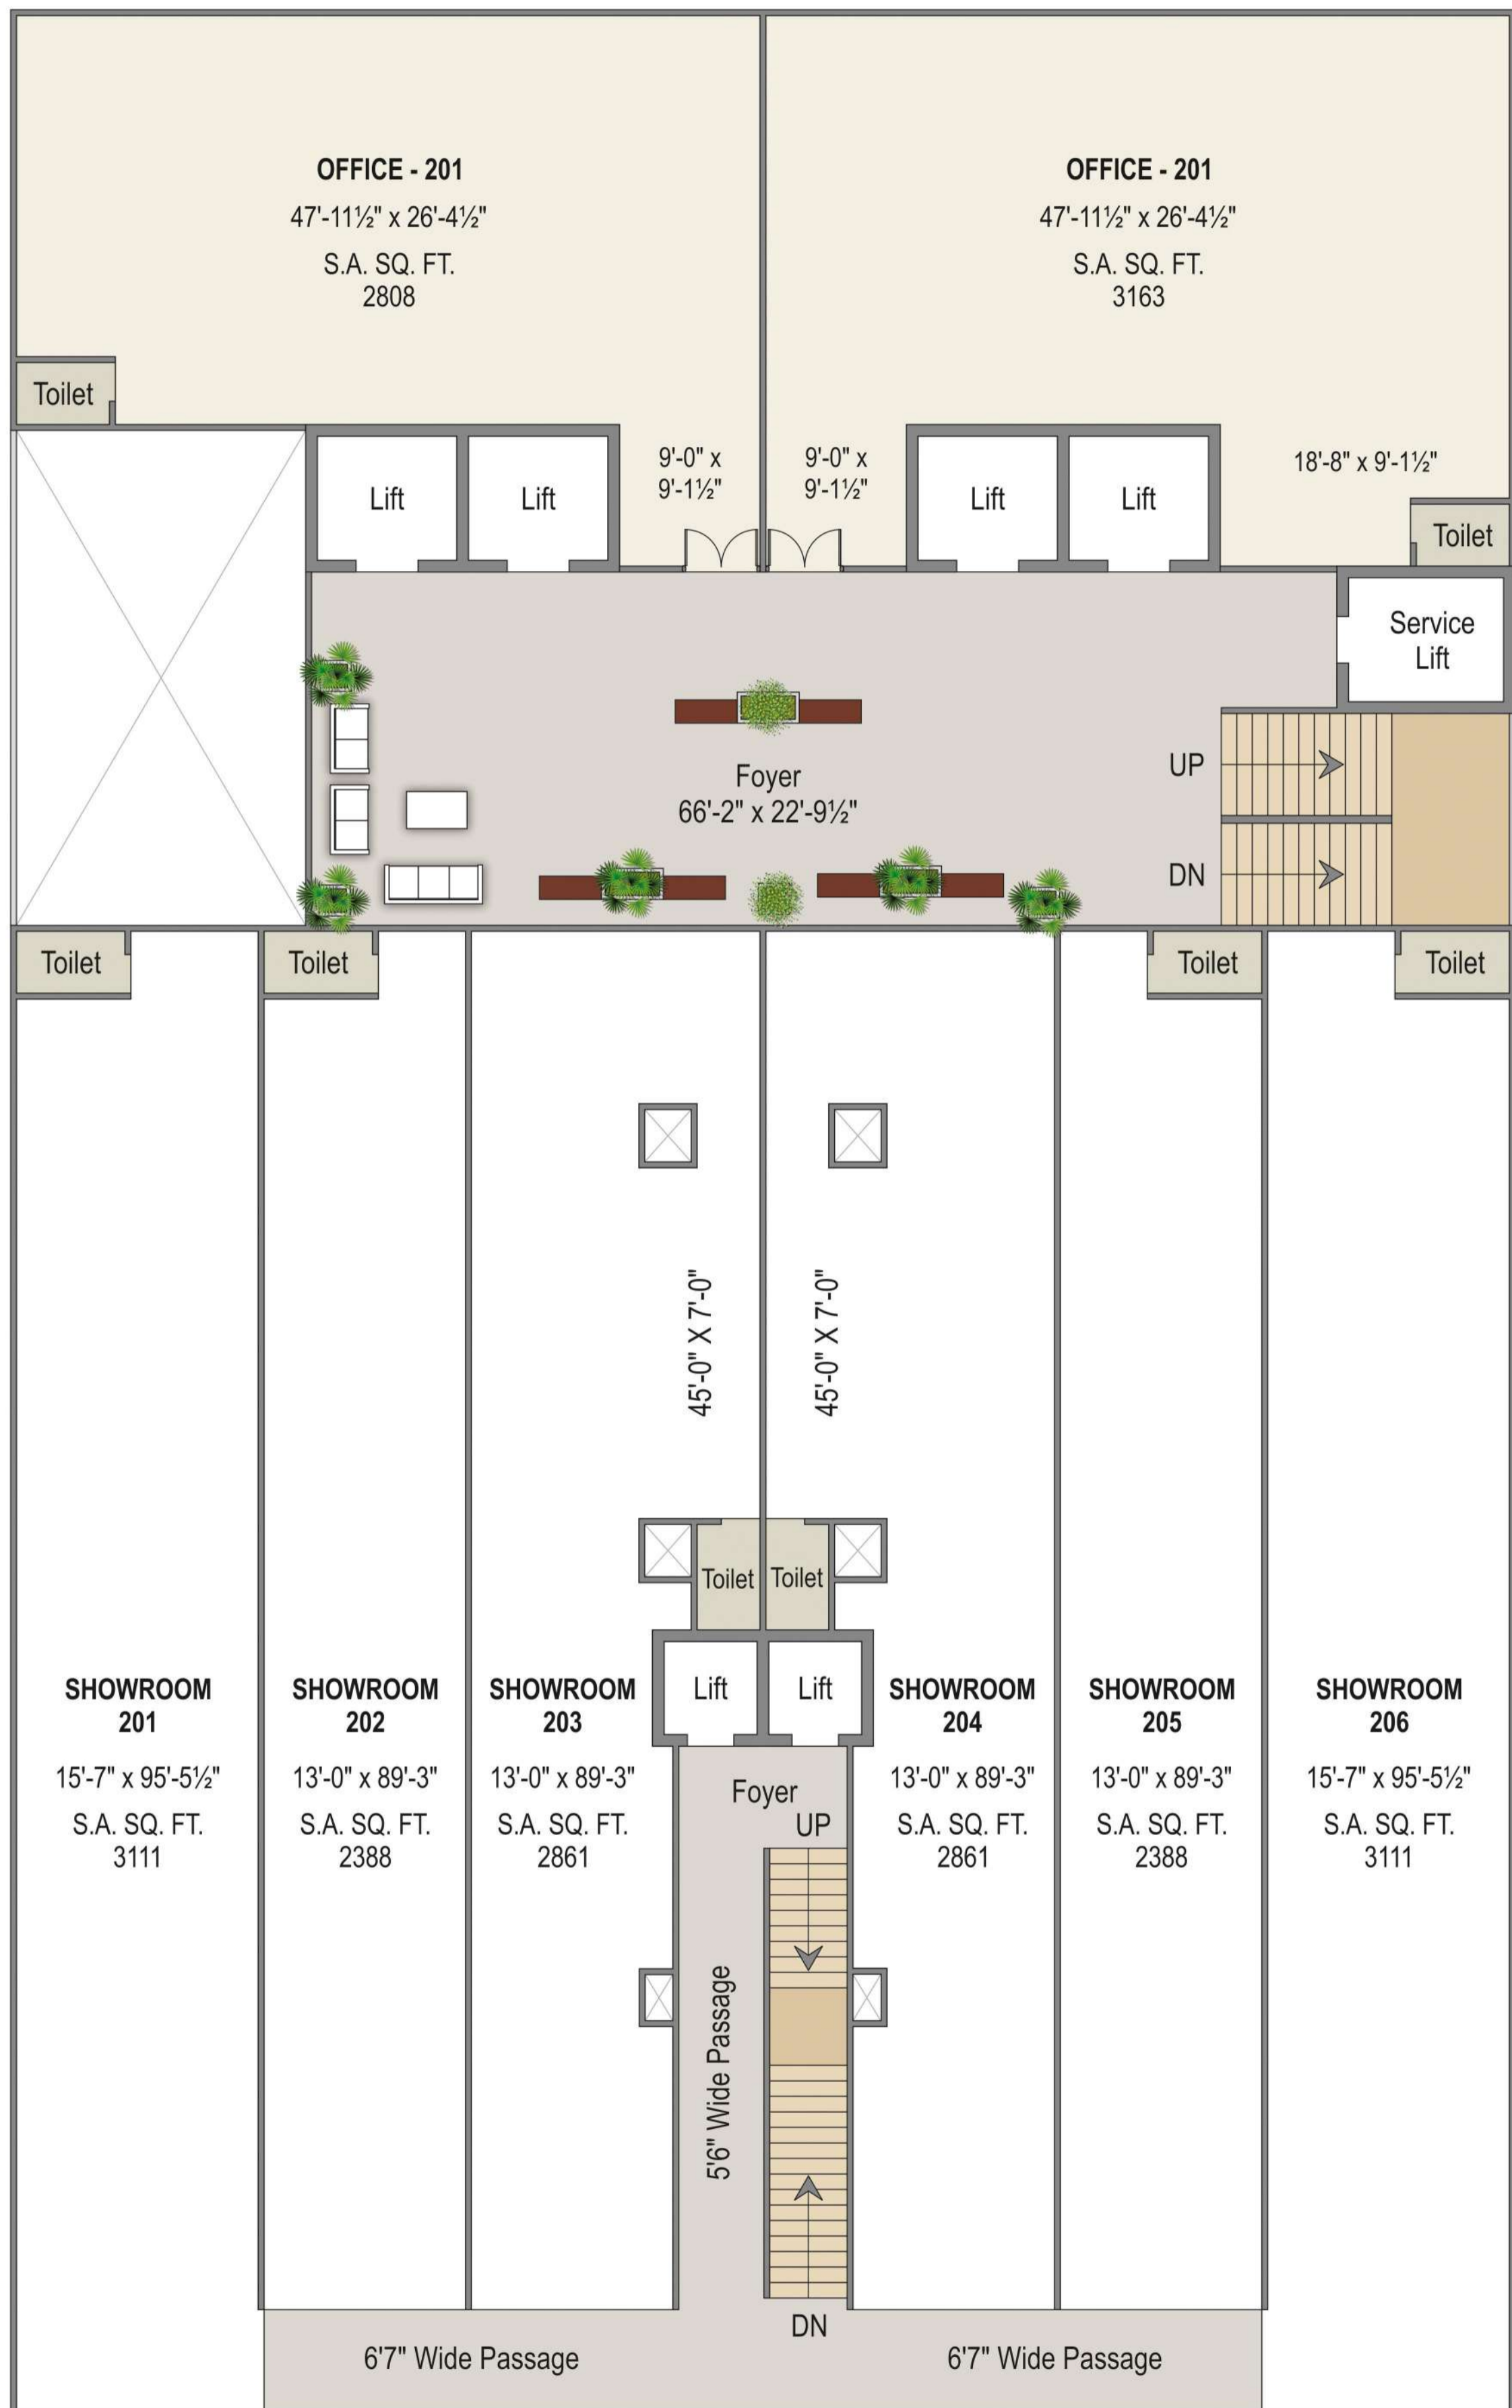 OFFICE - 201
47'-11½" x 26'-4½"
S.A. SQ. FT.
2808
OFFICE - 201
47'-11½" x 26'-4½"
S.A. SQ. FT.
3163
Toilet
Lift
Lift
9'-0" x
9'-1½"
9'-0" x
9'-1½"
Lift
Lift
18'-8" x 9'-1½"
Toilet
Service
Lift
UP
Foyer
66'-2" x 22'-9½"
DN
Toilet
Toilet
Toilet
Toilet
45'-0" X 7'-0"
45'-0" X 7'-0"
Toilet
Toilet
SHOWROOM
201
15'-7" x 95'-5½"
S.A. SQ. FT.
3111
SHOWROOM
202
13'-0" x 89'-3"
S.A. SQ. FT.
2388
SHOWROOM
203
13'-0" x 89'-3"
S.A. SQ. FT.
2861
Lift
Lift
SHOWROOM
204
13'-0" x 89'-3"
S.A. SQ. FT.
2861
SHOWROOM
205
13'-0" x 89'-3"
S.A. SQ. FT.
2388
SHOWROOM
206
15'-7" x 95'-5½"
S.A. SQ. FT.
3111
Foyer
UP
5'6" Wide Passage
DN
6'7" Wide Passage
6'7" Wide Passage